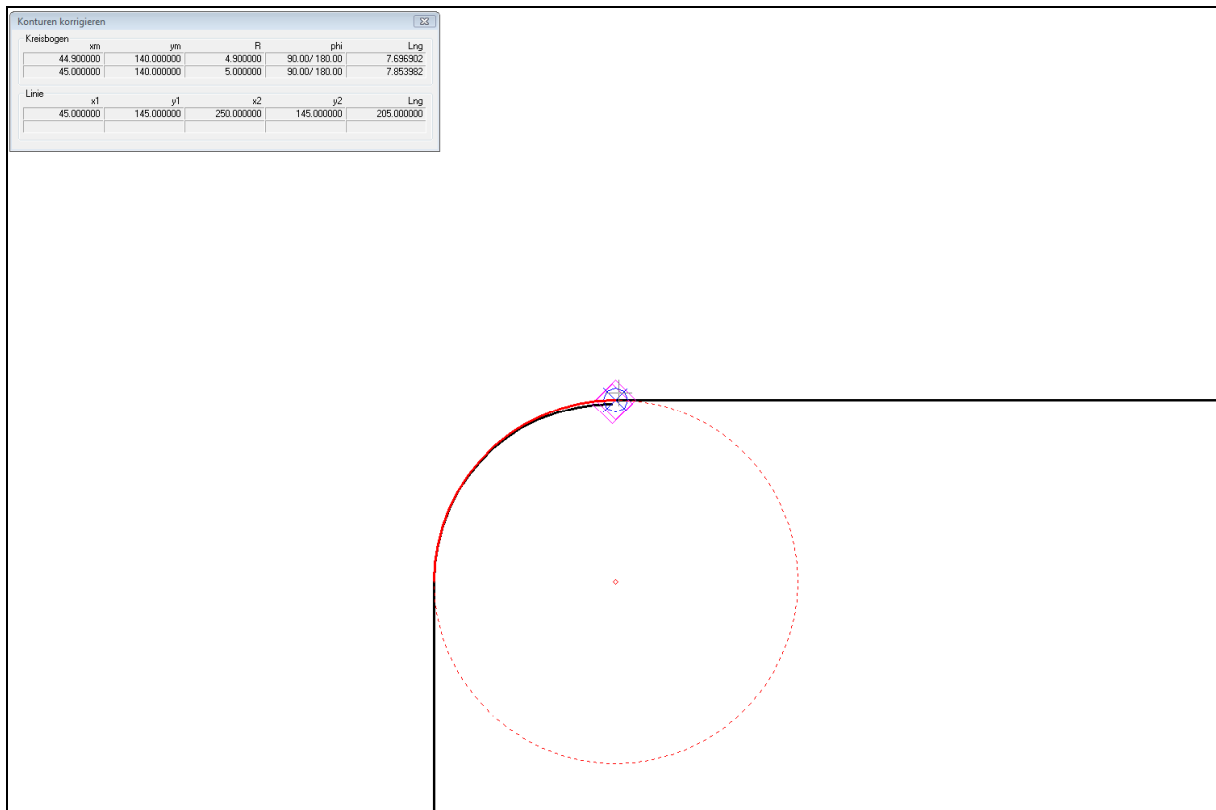 Konturen korrigieren
Kreisbogen
xm ym R phi Lng
44.900000 140.000000 4.900000 90.00/ 180.00 7.696902
45.000000 140.000000 5.000000 90.00/ 180.00 7.853982
Linie
x1 y1 x2 y2 Lng
45.000000 145.000000 250.000000 145.000000 205.000000